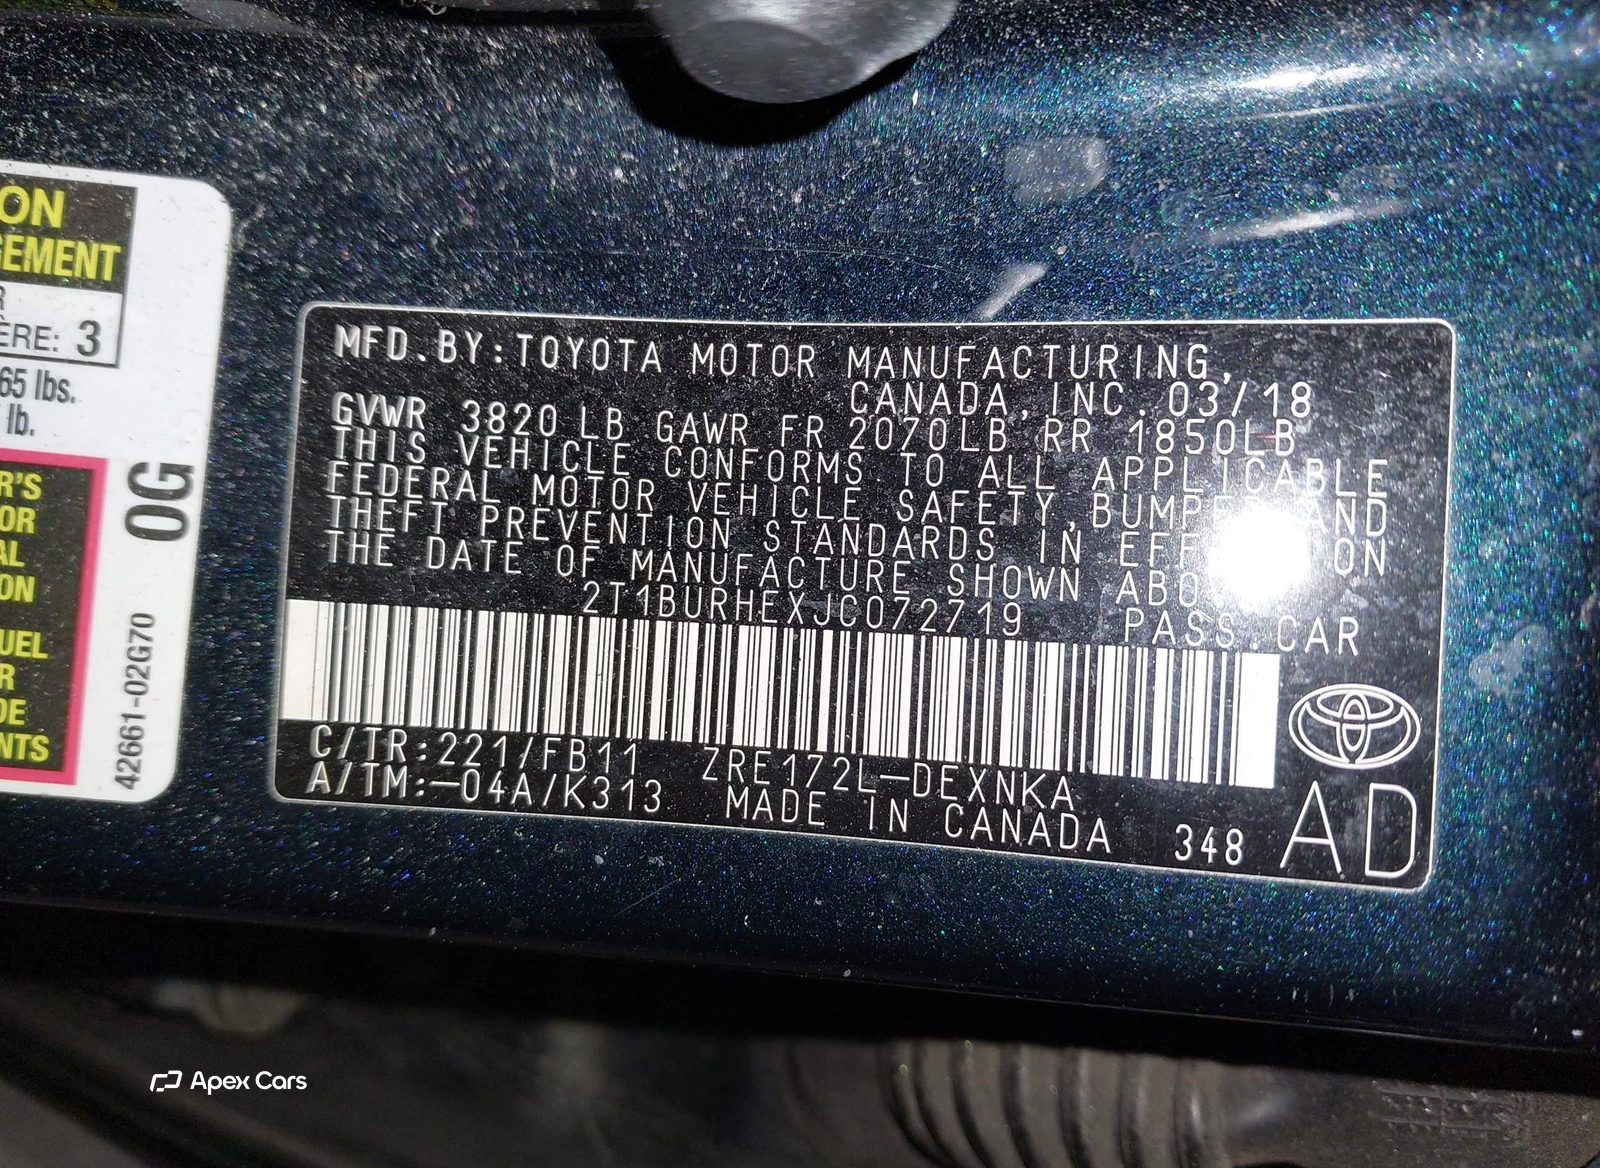 ON
GEMENT
R
ÈRE: 3
65 lbs.
lb.
R'S
OR
AL
ON
UEL
R
DE
NTS
0G
42661-02G70
MFD.BY:TOYOTA MOTOR MANUFACTURING,
CANADA,INC.03/18
GVWR 3820 LB GAWR FR 2070LB RR 1850LB
THIS VEHICLE CONFORMS TO ALL APPLICABLE
FEDERAL MOTOR VEHICLE SAFETY,BUMPER AND
THEFT PREVENTION STANDARDS IN EFF ON
THE DATE OF MANUFACTURE SHOWN ABO
2T1BURHEXJC072719 PASS.CAR
C/TR:221/FB11 ZRE172L-DEXNKA
A/TM:-04A/K313 MADE IN CANADA 348 AD
Apex Cars